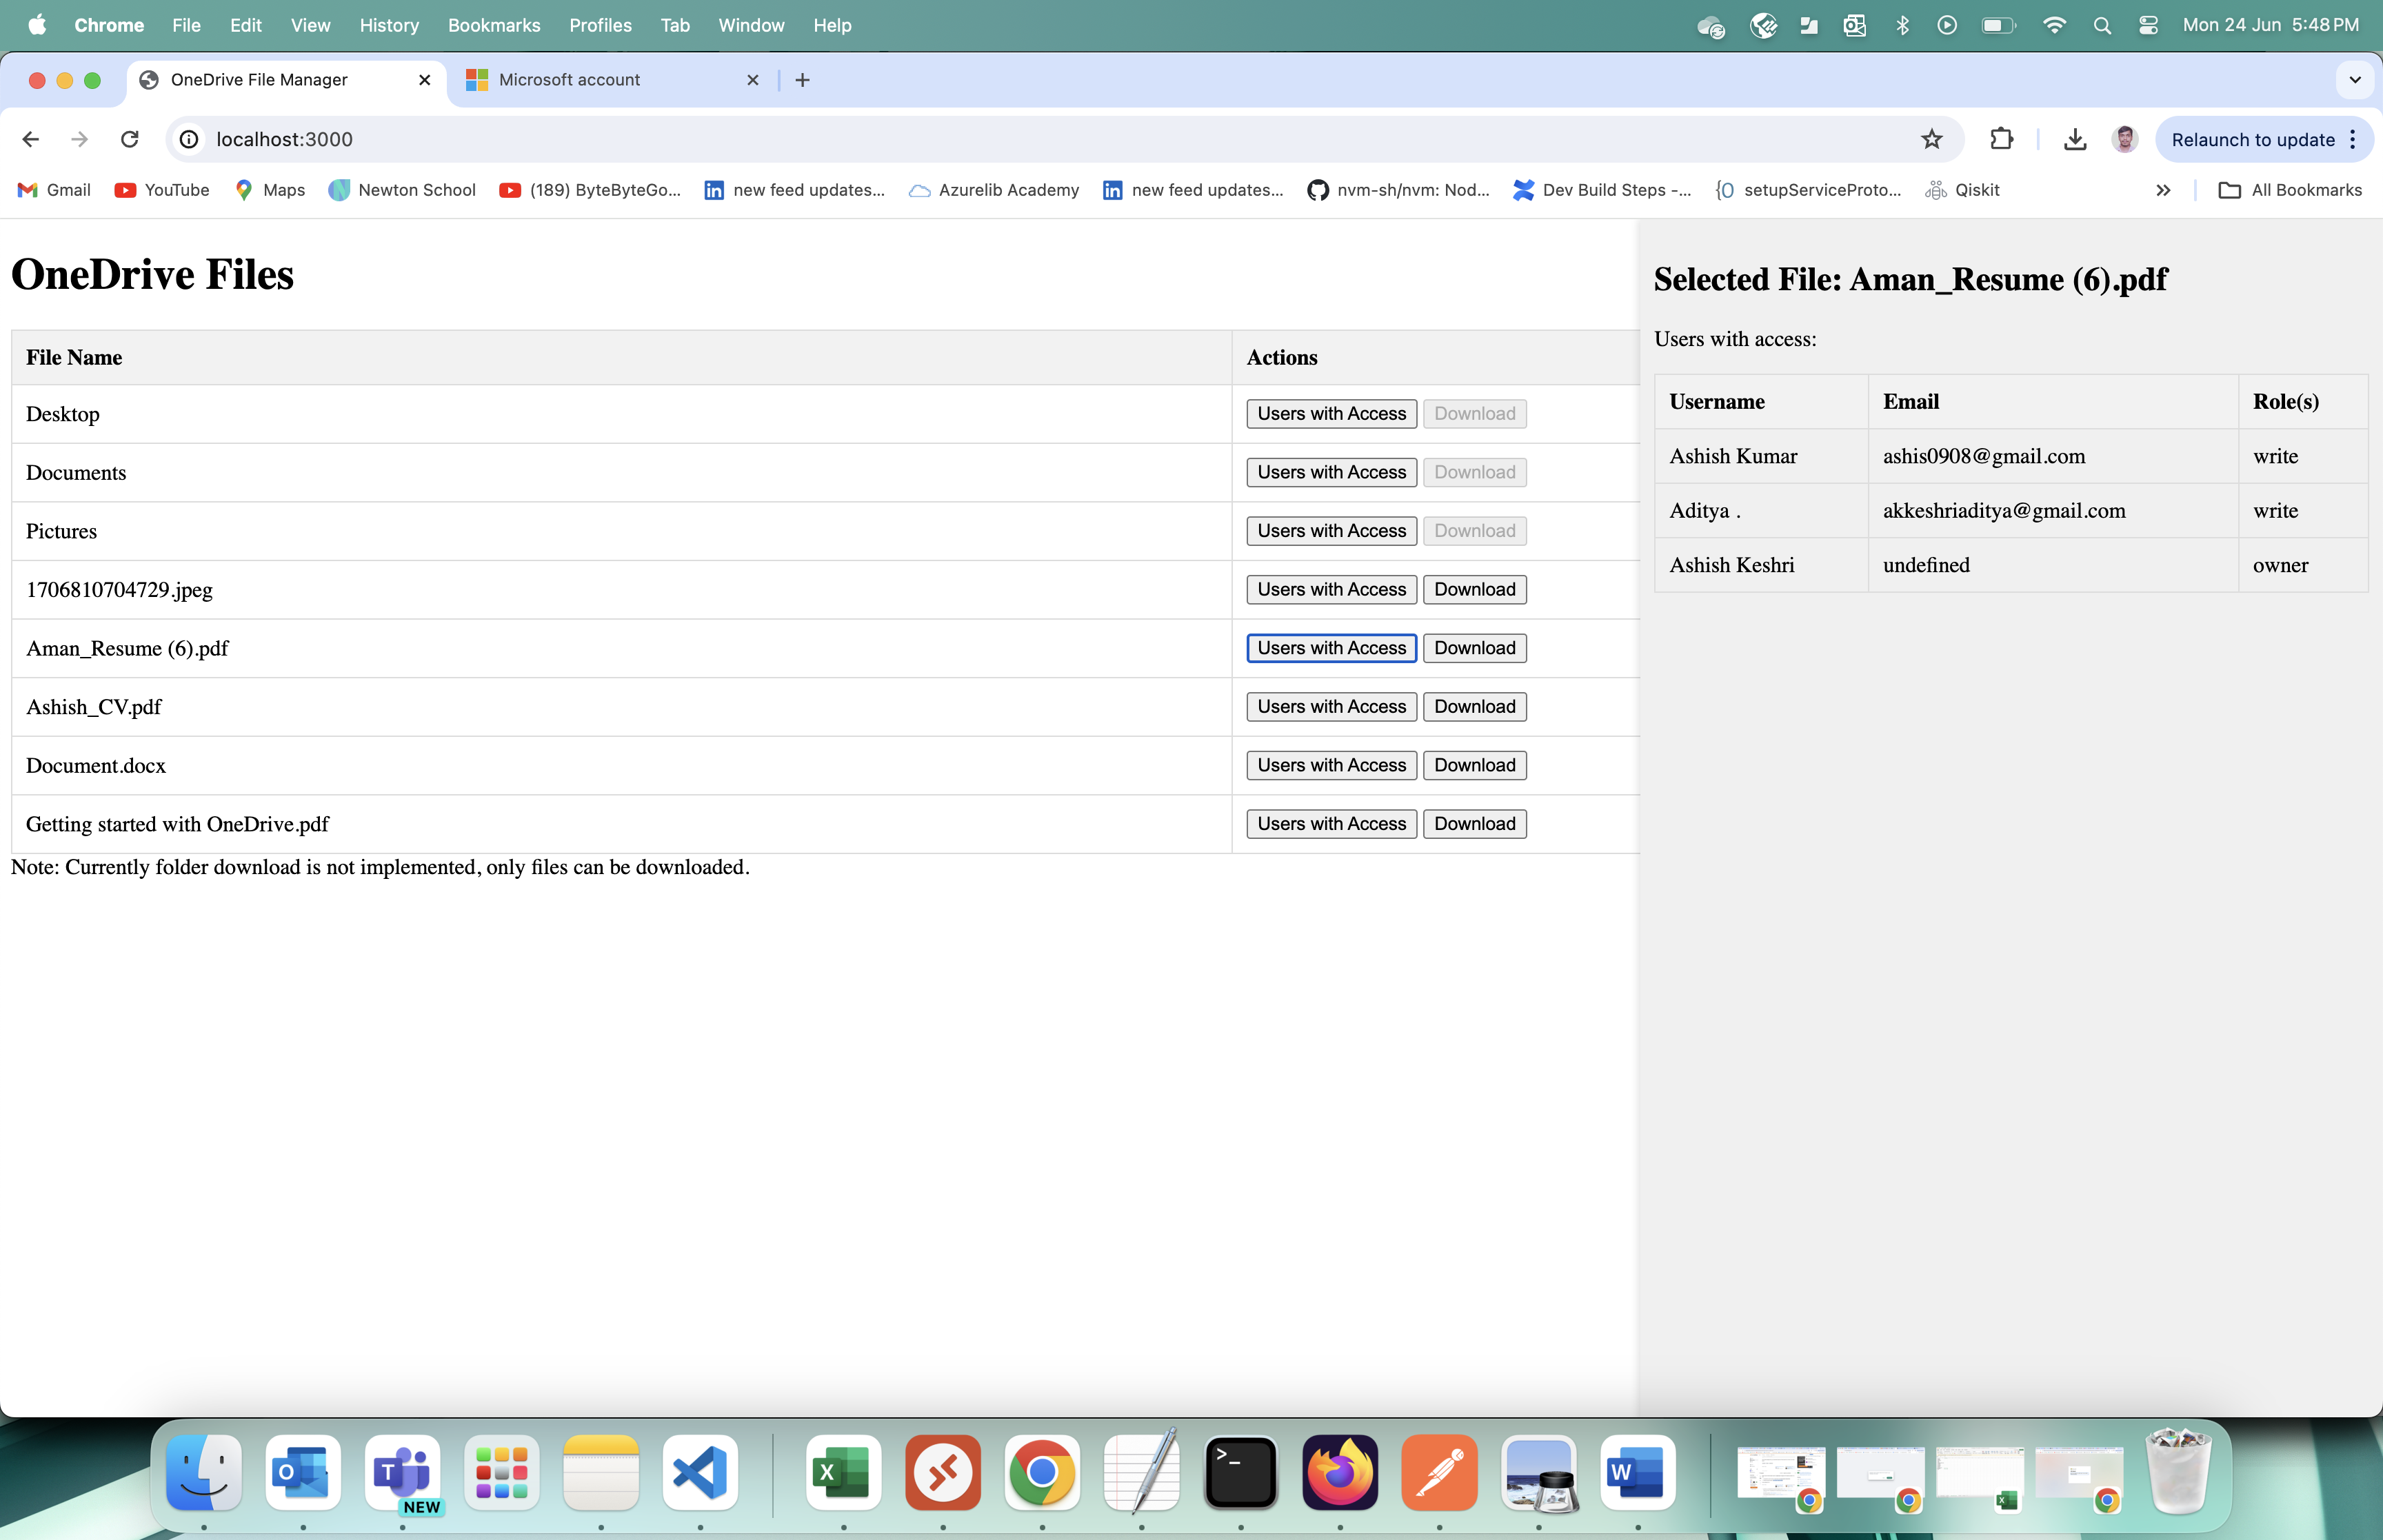 Chrome File Edit View History Bookmarks Profiles Tab Window Help Mon 24 Jun 5:48 PM
OneDrive File Manager Microsoft account
localhost:3000 Relaunch to update
Gmail YouTube Maps Newton School (189) ByteByteGo... new feed updates... Azurelib Academy new feed updates... nvm-sh/nvm: Nod... Dev Build Steps -... setupServiceProto... Qiskit All Bookmarks
OneDrive Files
File Name Actions
Desktop Users with Access Download
Documents Users with Access Download
Pictures Users with Access Download
1706810704729.jpeg Users with Access Download
Aman_Resume (6).pdf Users with Access Download
Ashish_CV.pdf Users with Access Download
Document.docx Users with Access Download
Getting started with OneDrive.pdf Users with Access Download
Note: Currently folder download is not implemented, only files can be downloaded.
Selected File: Aman_Resume (6).pdf
Users with access:
Username Email Role(s)
Ashish Kumar ashis0908@gmail.com write
Aditya . akkeshriaditya@gmail.com write
Ashish Keshri undefined owner
NEW